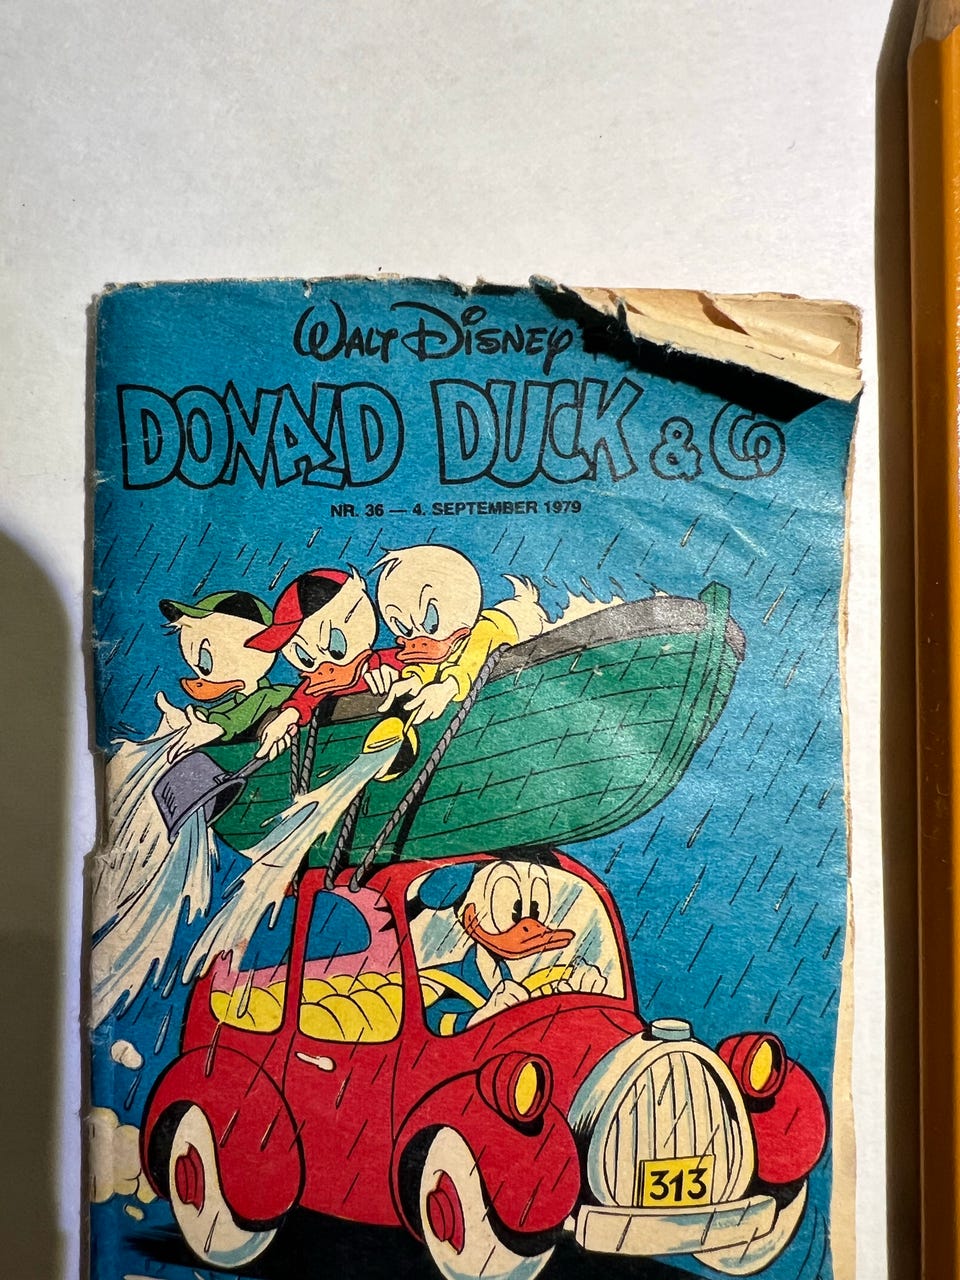 WALT DISNEY'S
DONALD DUCK & CO
NR. 36 — 4. SEPTEMBER 1979
313